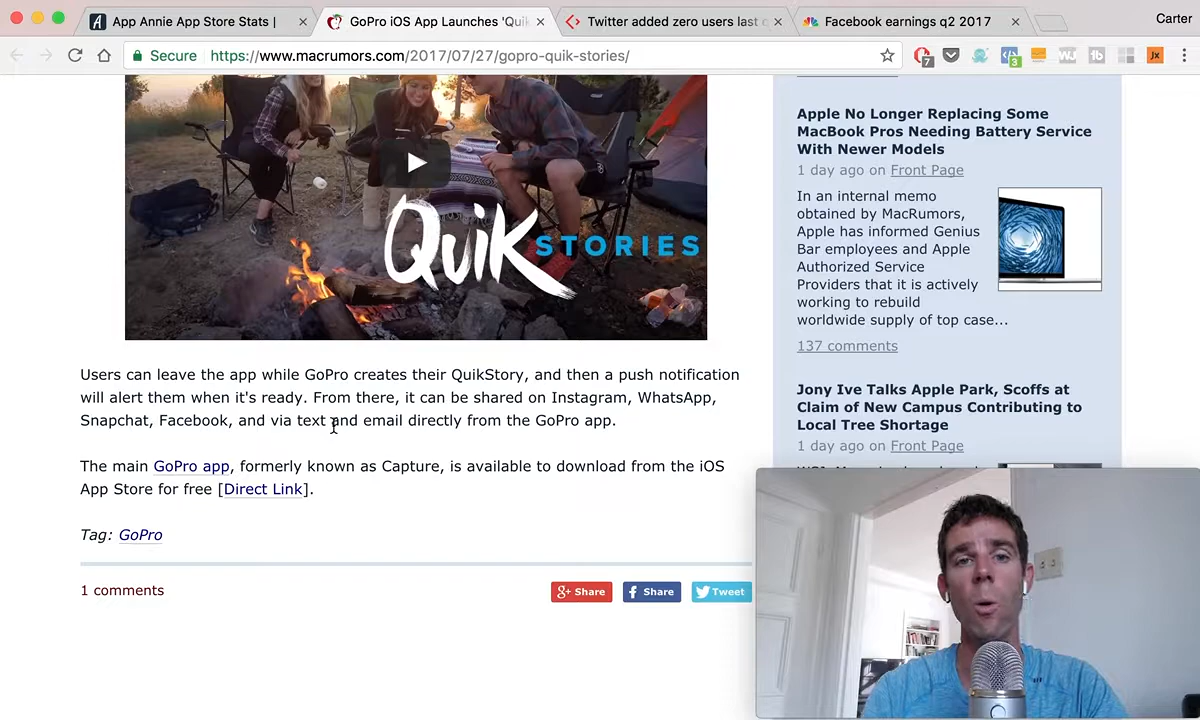 App Annie App Store Stats |
GoPro iOS App Launches 'Quik
Twitter added zero users last q
Facebook earnings q2 2017
Carter
Secure
https://www.macrumors.com/2017/07/27/gopro-quik-stories/
7
3
JX
Quik STORIES
Users can leave the app while GoPro creates their QuikStory, and then a push notification
will alert them when it's ready. From there, it can be shared on Instagram, WhatsApp,
Snapchat, Facebook, and via text and email directly from the GoPro app.
The main GoPro app, formerly known as Capture, is available to download from the iOS
App Store for free [Direct Link].
Tag: GoPro
1 comments
G+ Share
f Share
Tweet
Apple No Longer Replacing Some
MacBook Pros Needing Battery Service
With Newer Models
1 day ago on Front Page
In an internal memo
obtained by MacRumors,
Apple has informed Genius
Bar employees and Apple
Authorized Service
Providers that it is actively
working to rebuild
worldwide supply of top case...
137 comments
Jony Ive Talks Apple Park, Scoffs at
Claim of New Campus Contributing to
Local Tree Shortage
1 day ago on Front Page